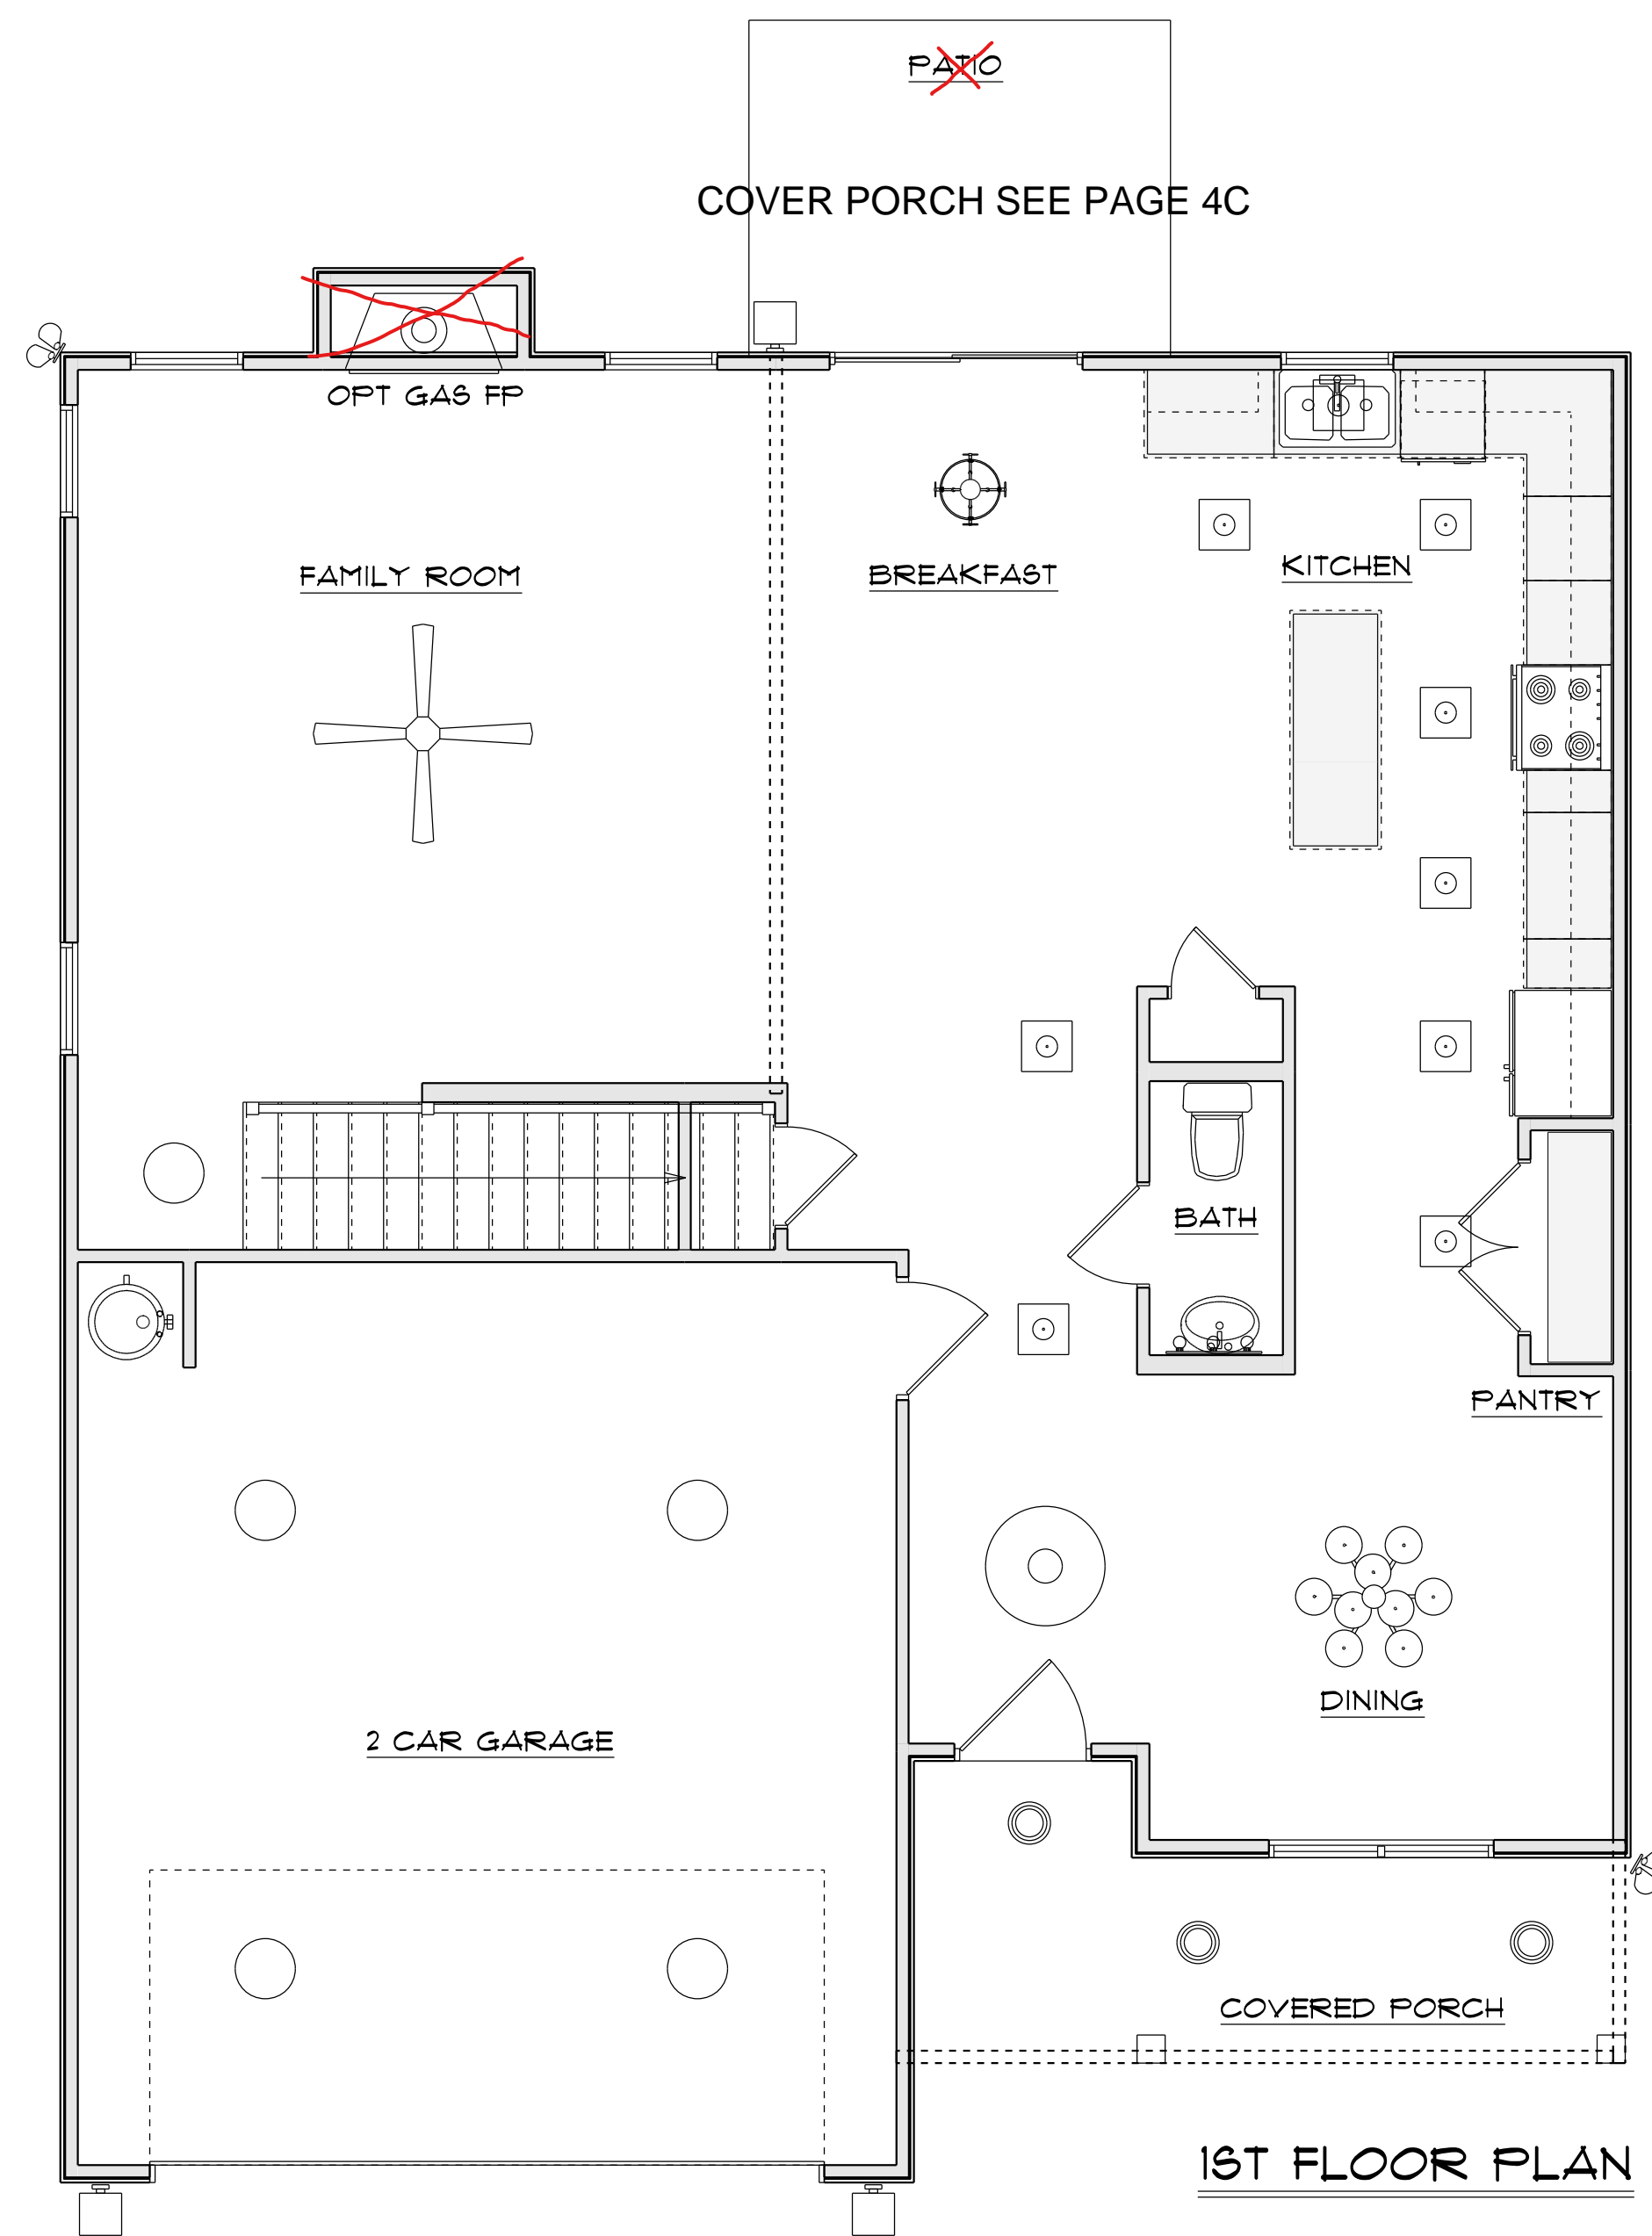 PATIO
COVER PORCH SEE PAGE 4C
OPT GAS FP
FAMILY ROOM
BREAKFAST
KITCHEN
BATH
PANTRY
DINING
2 CAR GARAGE
COVERED PORCH
1ST FLOOR PLAN